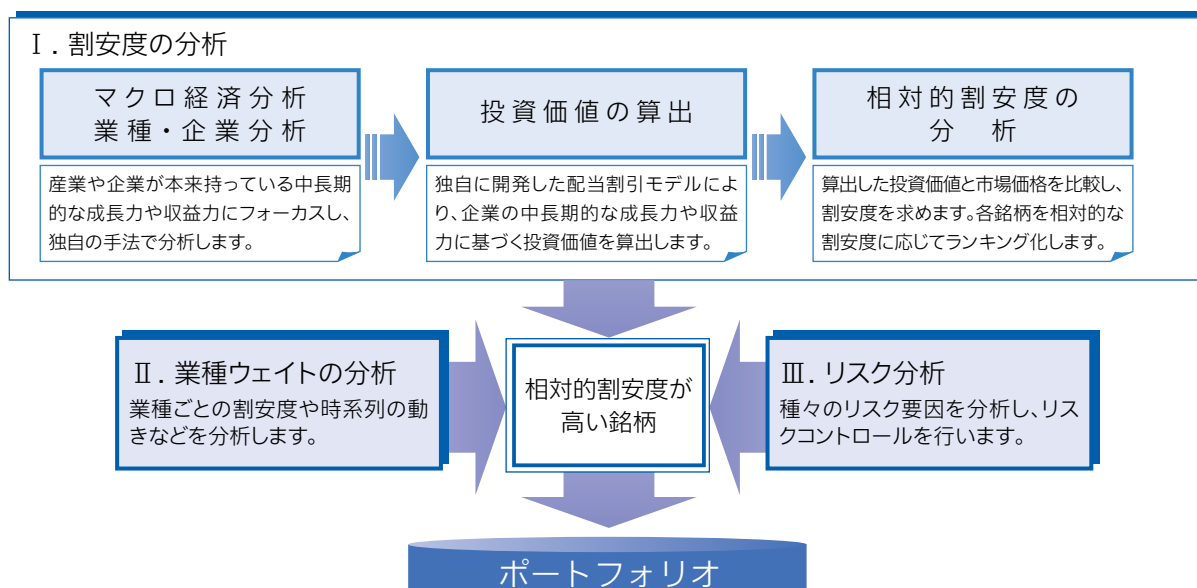 Ⅰ. 割安度の分析
マクロ経済分析
業種・企業分析
産業や企業が本来持っている中長期
的な成長力や収益力にフォーカスし、
独自の手法で分析します。
投資価値の算出
独自に開発した配当割引モデルによ
り、企業の中長期的な成長力や収益
力に基づく投資価値を算出します。
相対的割安度の
分 析
算出した投資価値と市場価格を比較し、
割安度を求めます。各銘柄を相対的な
割安度に応じてランキング化します。
Ⅱ. 業種ウェイトの分析
業種ごとの割安度や時系列の動
きなどを分析します。
相対的割安度が
高い銘柄
Ⅲ. リスク分析
種々のリスク要因を分析し、リス
クコントロールを行います。
ポートフォリオ